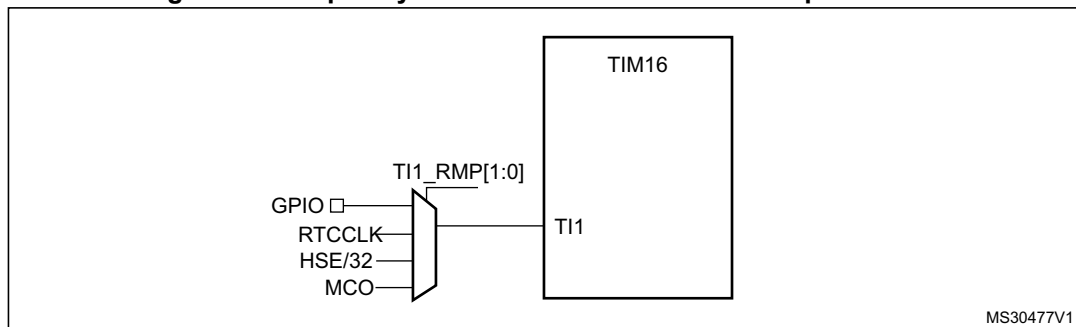 TIM16
TI1_RMP[1:0]
GPIO
TI1
RTCCLK
HSE/32
MCO
MS30477V1